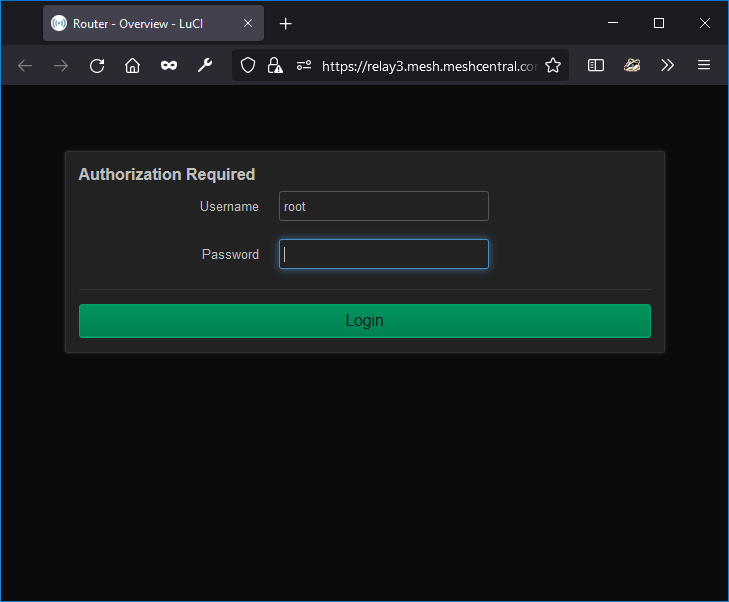 Router - Overview - LuCI
https://relay3.mesh.meshcentral.co
Authorization Required
Username
root
Password
Login